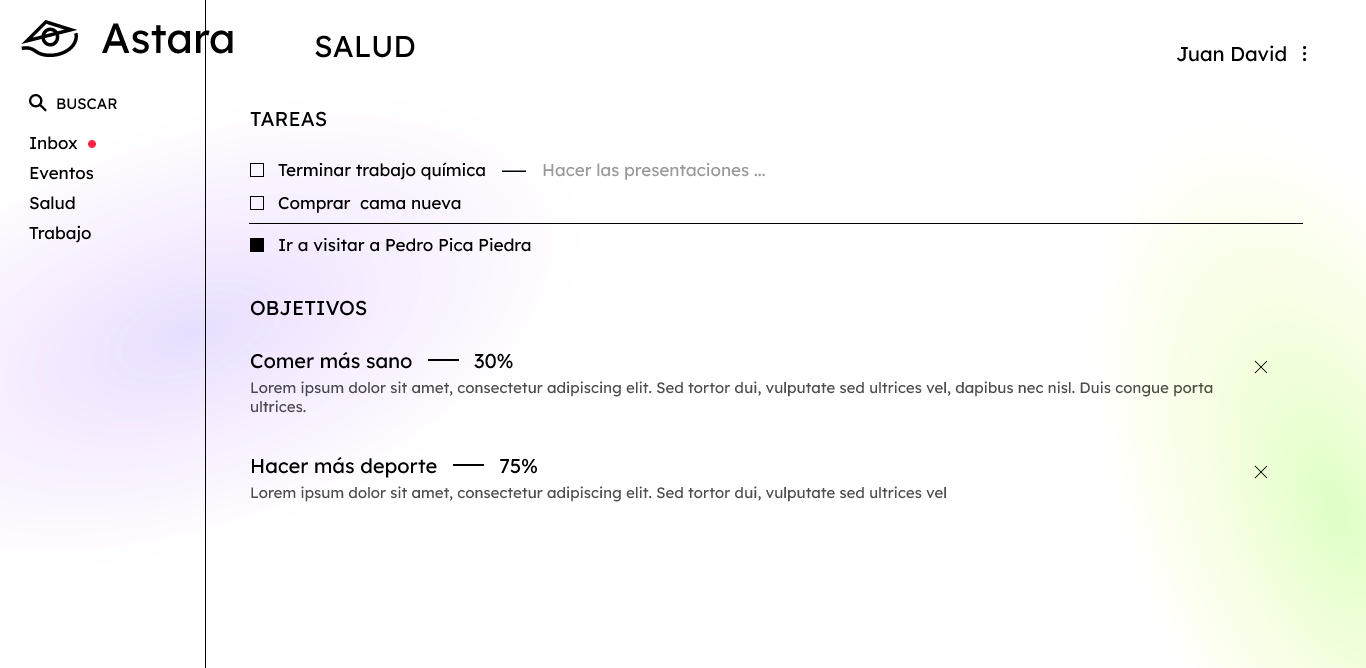 Astara
SALUD
Juan David
BUSCAR
Inbox
Eventos
Salud
Trabajo
TAREAS
Terminar trabajo química — Hacer las presentaciones ...
Comprar cama nueva
Ir a visitar a Pedro Pica Piedra
OBJETIVOS
Comer más sano — 30%
Lorem ipsum dolor sit amet, consectetur adipiscing elit. Sed tortor dui, vulputate sed ultrices vel, dapibus nec nisl. Duis congue porta
ultrices.
Hacer más deporte — 75%
Lorem ipsum dolor sit amet, consectetur adipiscing elit. Sed tortor dui, vulputate sed ultrices vel